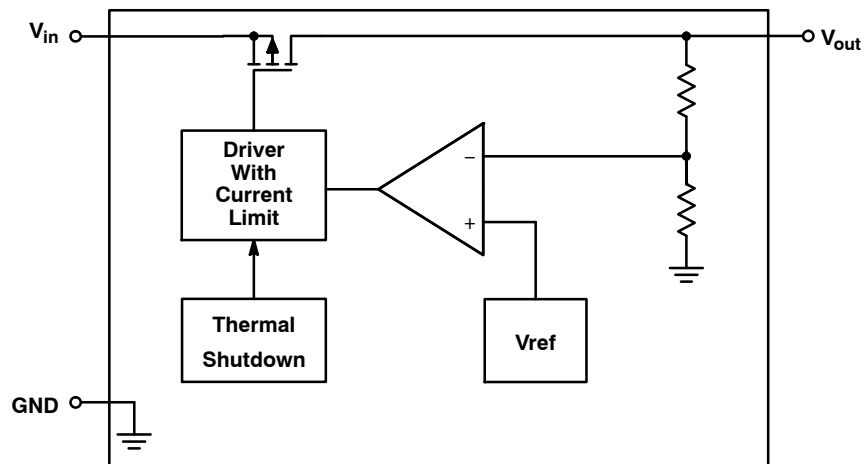 Vin
Vout
Driver
With
Current
Limit
−
+
Thermal
Shutdown
Vref
GND